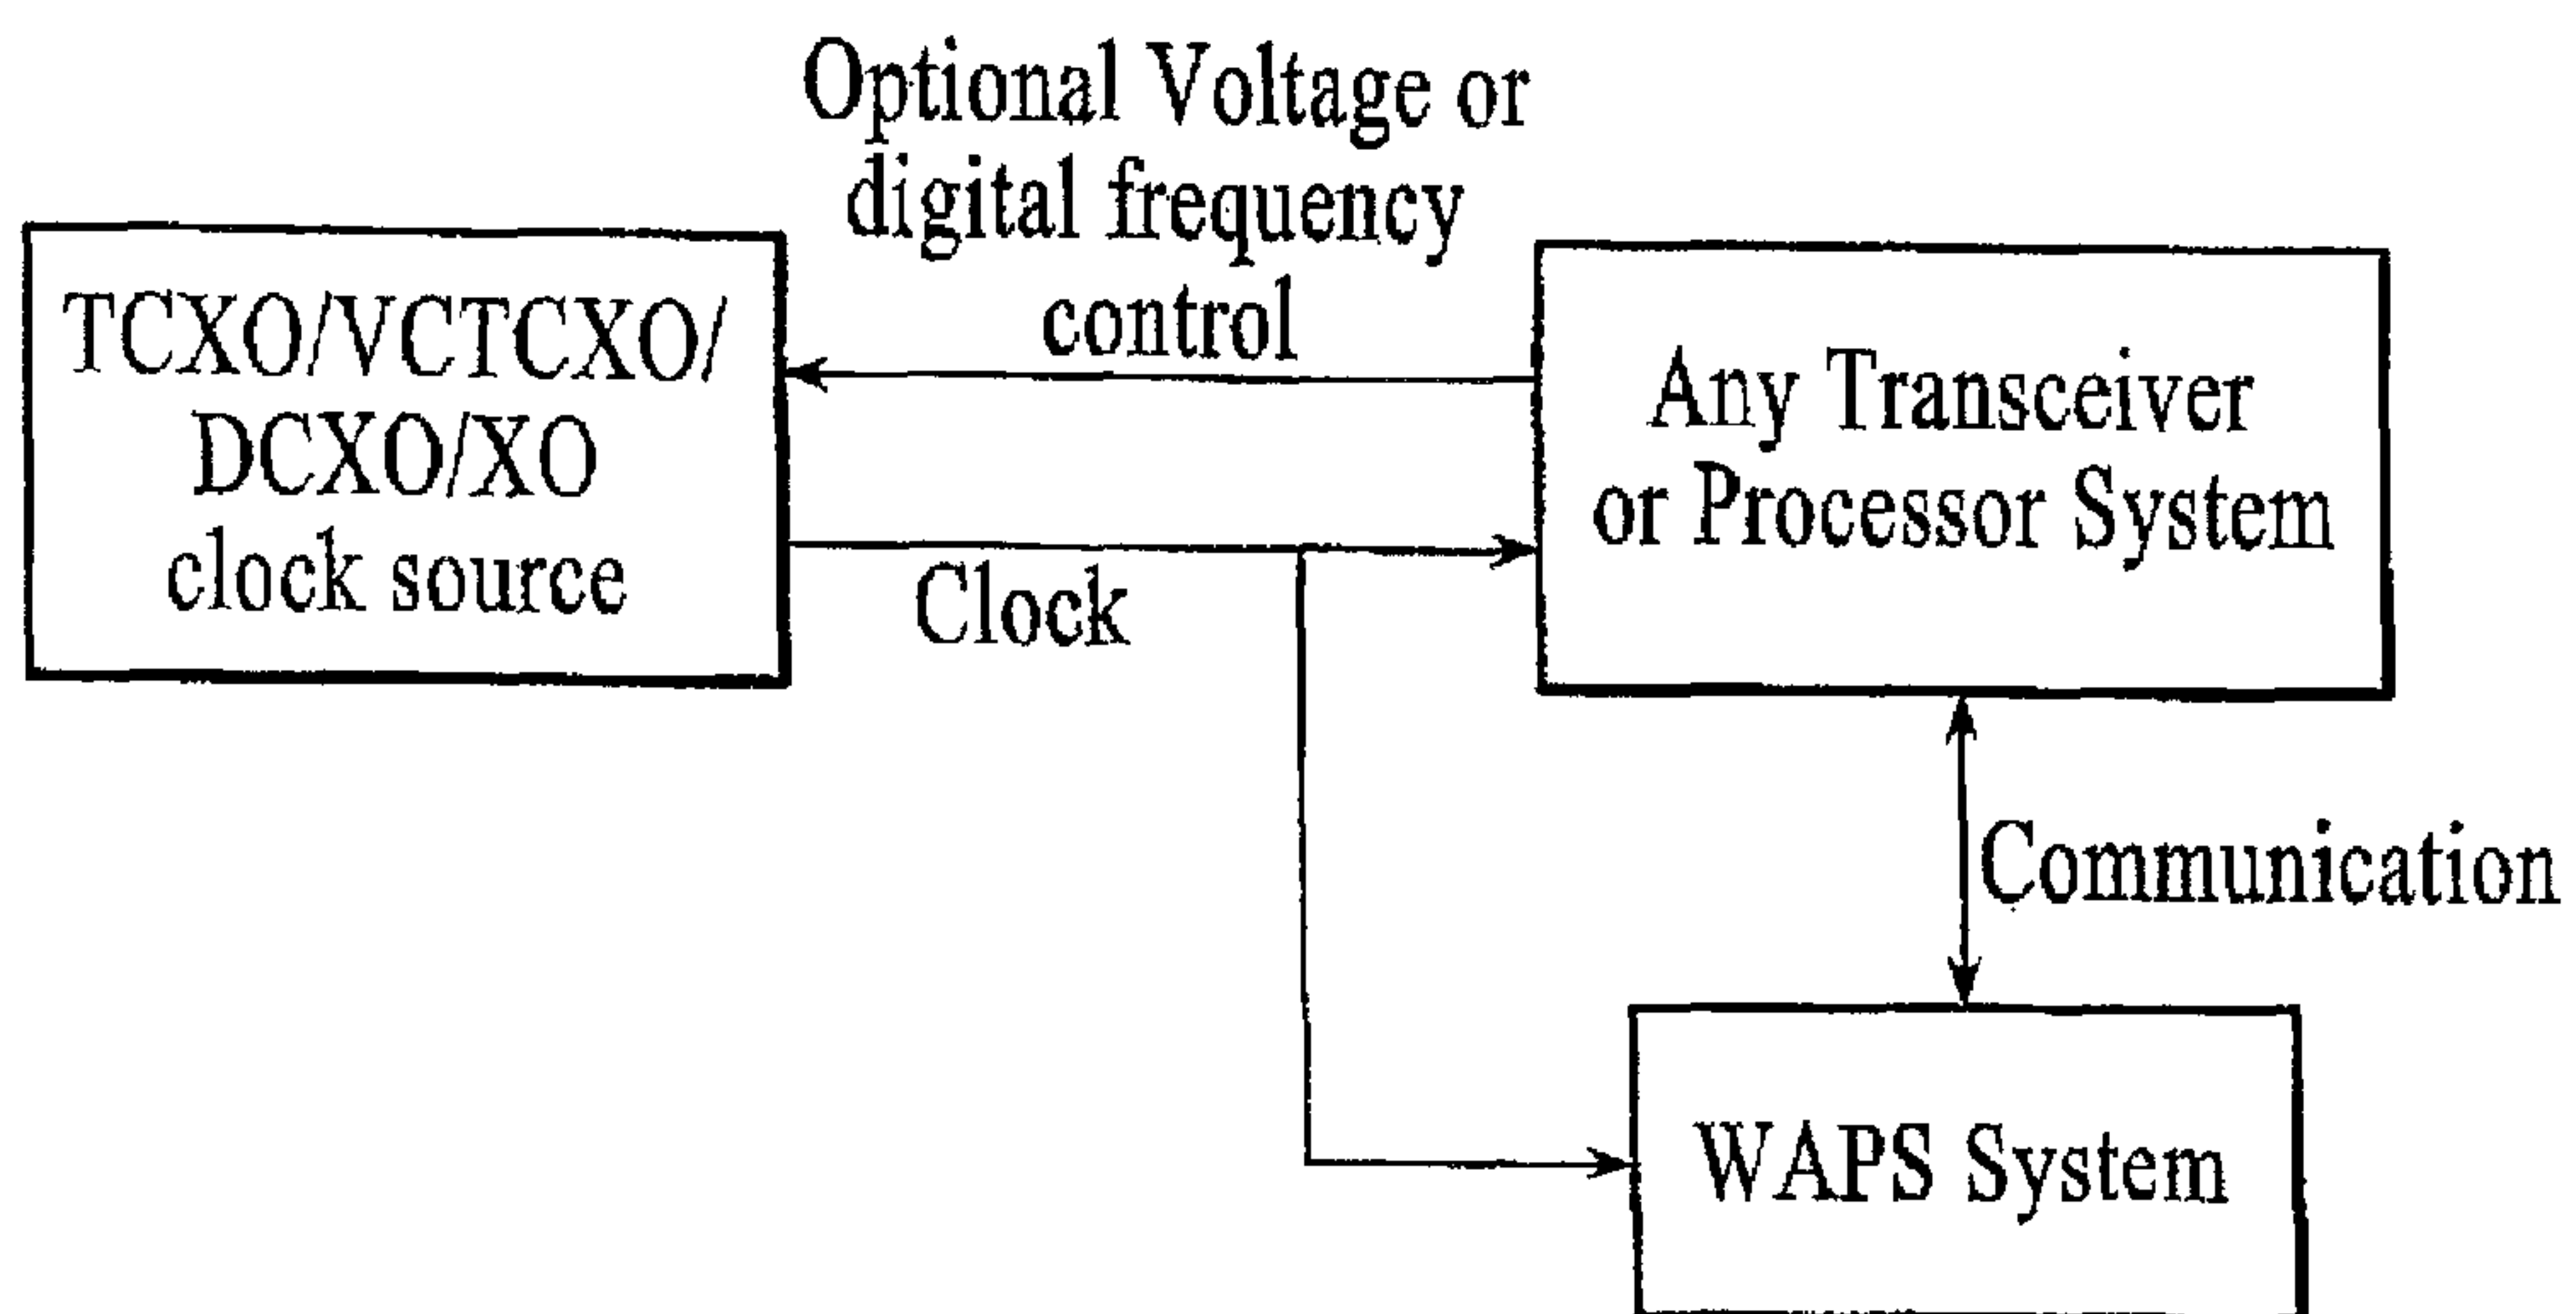 Optional Voltage or
digital frequency
control
TCXO/VCTCXO/
DCXO/XO
clock source
Any Transceiver
or Processor System
Clock
Communication
WAPS System